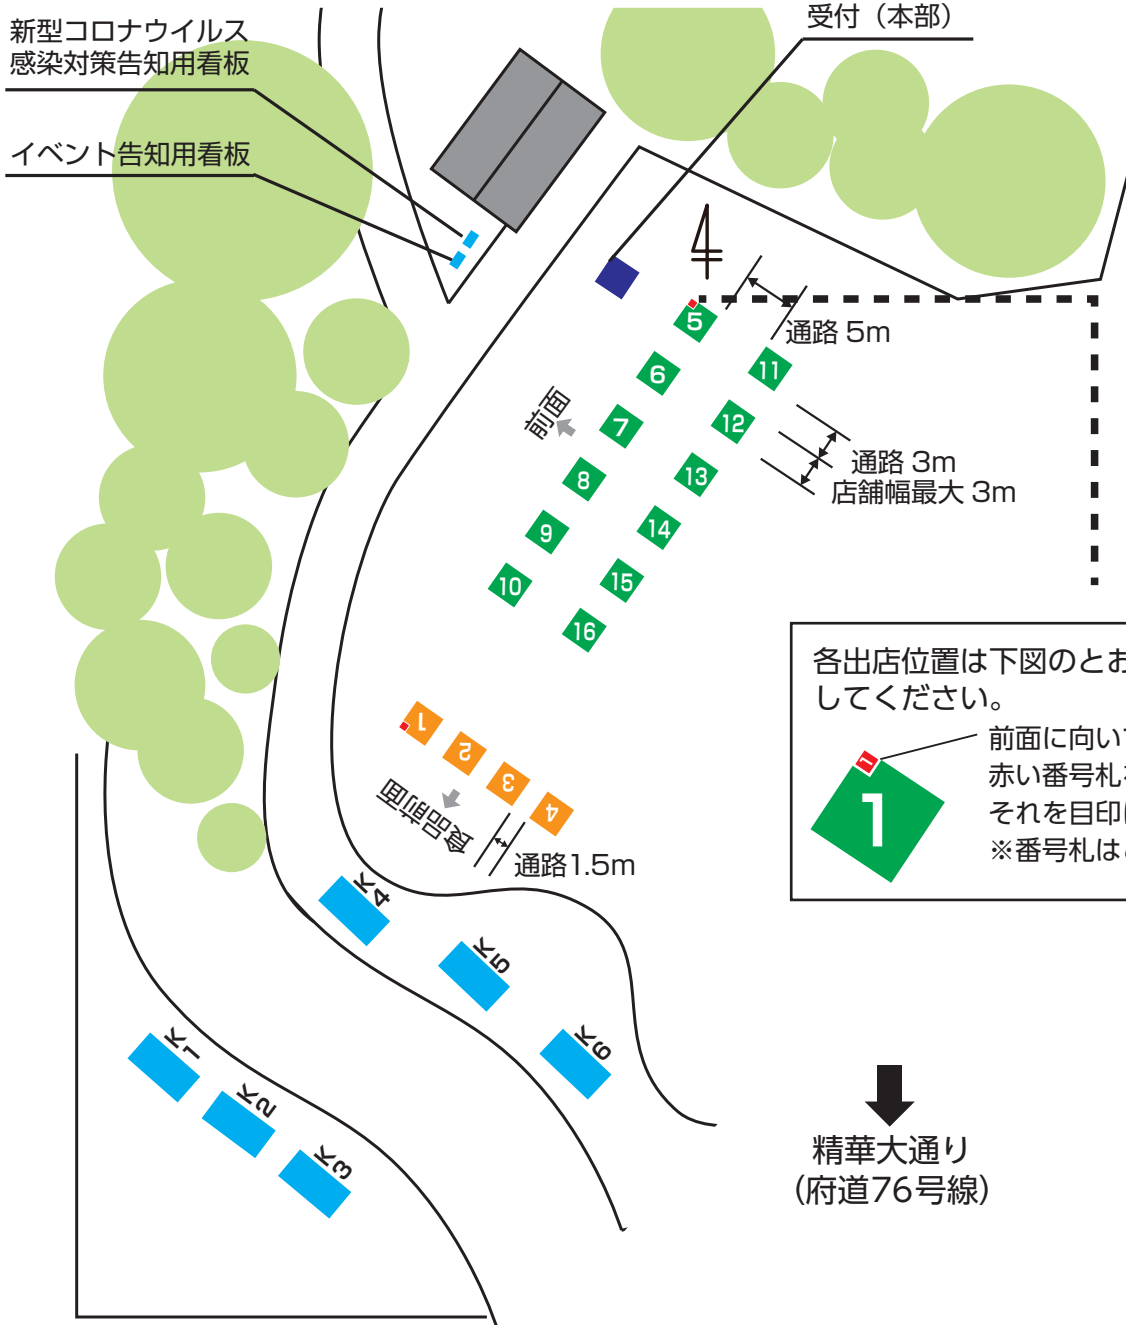 新型コロナウイルス
感染対策告知用看板
イベント告知用看板
受付（本部）
4
通路 5m
5
6
7
8
9
10
11
12
13
14
15
16
前面
通路 3m
店舗幅最大 3m
1
2
3
4
食品前面
通路1.5m
各出店位置は下図のとお
してください。
前面に向いて
赤い番号札を
それを目印に
※番号札は
1
1
K4
K5
K6
K1
K2
K3
精華大通り
(府道76号線)